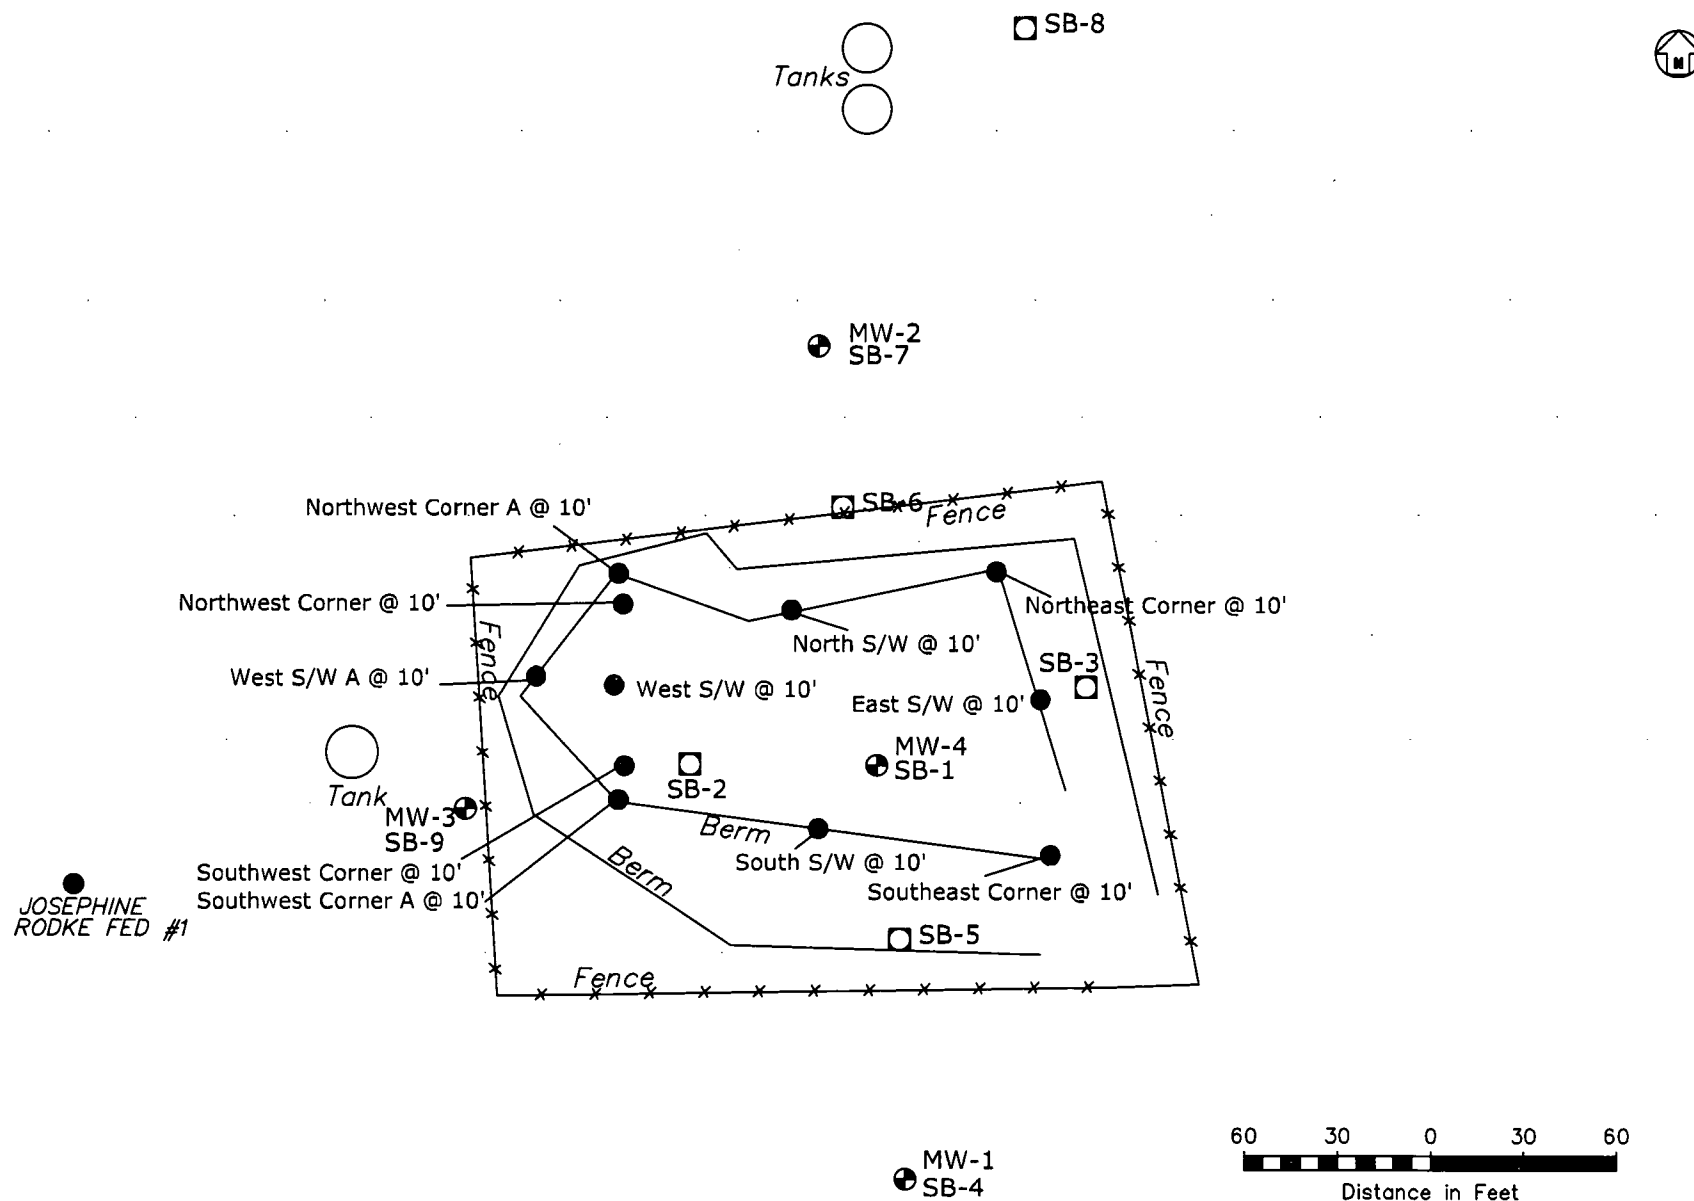 SB-8
Tanks
N
MW-2
SB-7
Northwest Corner A @ 10'
SB-6
Fence
Northwest Corner @ 10'
Northeast Corner @ 10'
Fence
North S/W @ 10'
SB-3
West S/W A @ 10'
West S/W @ 10'
East S/W @ 10'
Fence
MW-4
SB-1
SB-2
Tank
MW-3
SB-9
Berm
Berm
South S/W @ 10'
Southwest Corner @ 10'
Southwest Corner A @ 10'
Southeast Corner @ 10'
JOSEPHINE
RODKE FED #1
SB-5
Fence
60 30 0 30 60
Distance in Feet
MW-1
SB-4